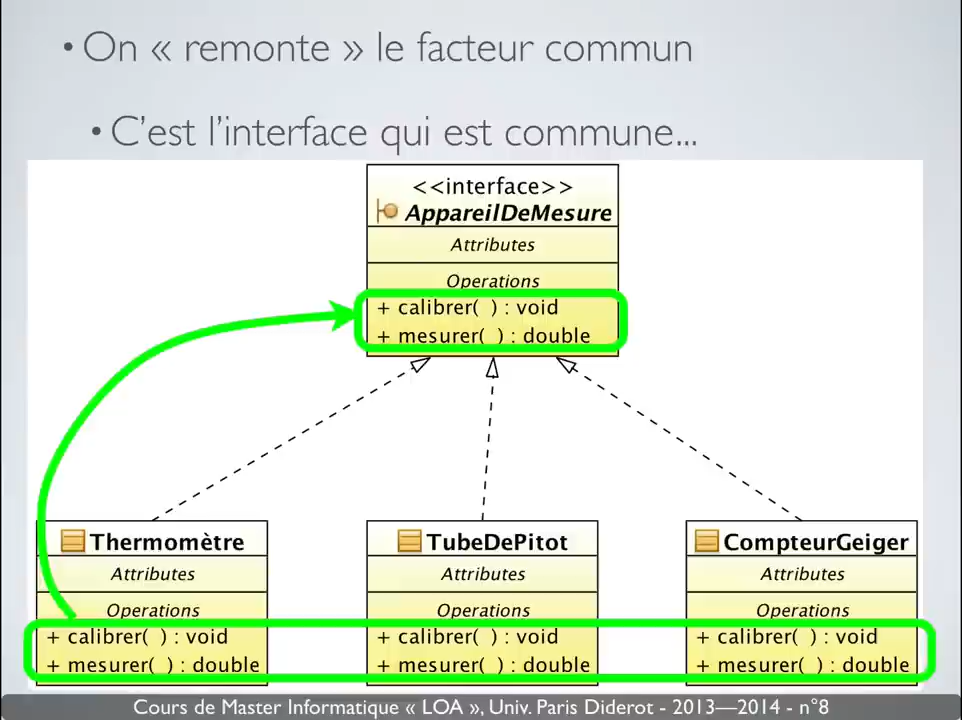 • On « remonte » le facteur commun
• C'est l'interface qui est commune...
<<interface>>
AppareilDeMesure
Attributes
Operations
+ calibrer( ) : void
+ mesurer( ) : double
Thermomètre
Attributes
Operations
+ calibrer( ) : void
+ mesurer( ) : double
TubeDePitot
Attributes
Operations
+ calibrer( ) : void
+ mesurer( ) : double
CompteurGeiger
Attributes
Operations
+ calibrer( ) : void
+ mesurer( ) : double
Cours de Master Informatique « LOA », Univ. Paris Diderot - 2013—2014 - n°8